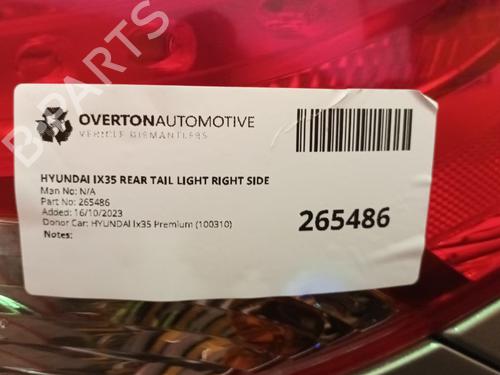 B-PARTS
OVERTONAUTOMOTIVE
VEHICLE DISMANTLERS
HYUNDAI IX35 REAR TAIL LIGHT RIGHT SIDE
Man No: N/A
Part No: 265486
Added: 16/10/2023
Donor Car: HYUNDAI Ix35 Premium (100310)
Notes:
265486